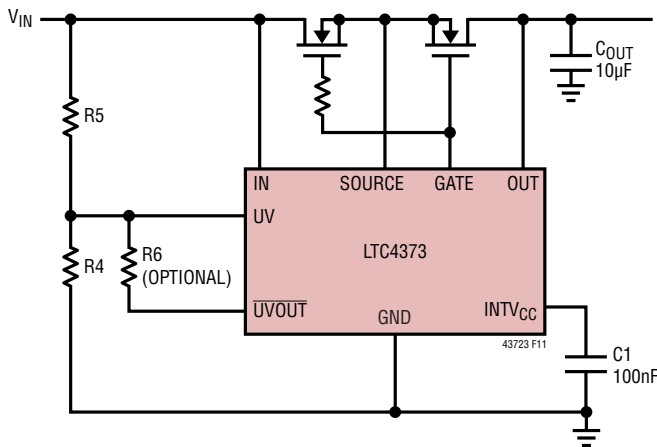 VIN
COUT
10µF
R5
IN SOURCE GATE OUT
UV
R4
R6
(OPTIONAL)
LTC4373
UVOUT
GND
INTVCC
43723 F11
C1
100nF